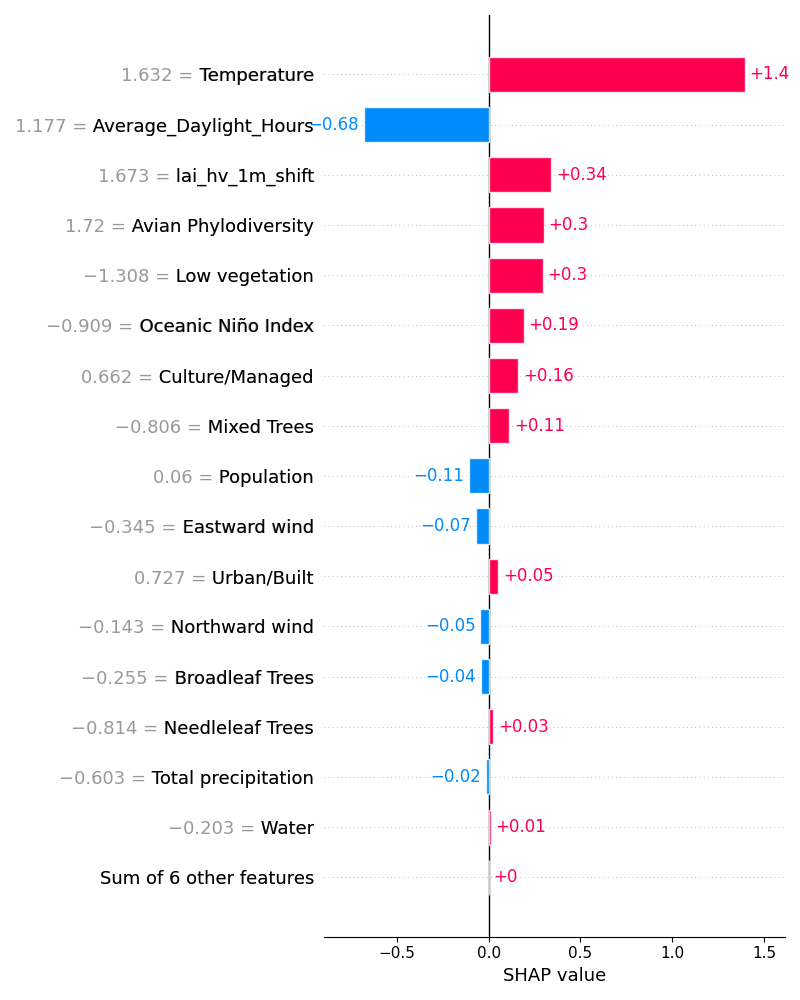 1.632 = Temperature +1.4
1.177 = Average_Daylight_Hours −0.68
1.673 = lai_hv_1m_shift +0.34
1.72 = Avian Phylodiversity +0.3
−1.308 = Low vegetation +0.3
−0.909 = Oceanic Niño Index +0.19
0.662 = Culture/Managed +0.16
−0.806 = Mixed Trees +0.11
0.06 = Population −0.11
−0.345 = Eastward wind −0.07
0.727 = Urban/Built +0.05
−0.143 = Northward wind −0.05
−0.255 = Broadleaf Trees −0.04
−0.814 = Needleleaf Trees +0.03
−0.603 = Total precipitation −0.02
−0.203 = Water +0.01
Sum of 6 other features +0
−0.5 0.0 0.5 1.0 1.5
SHAP value